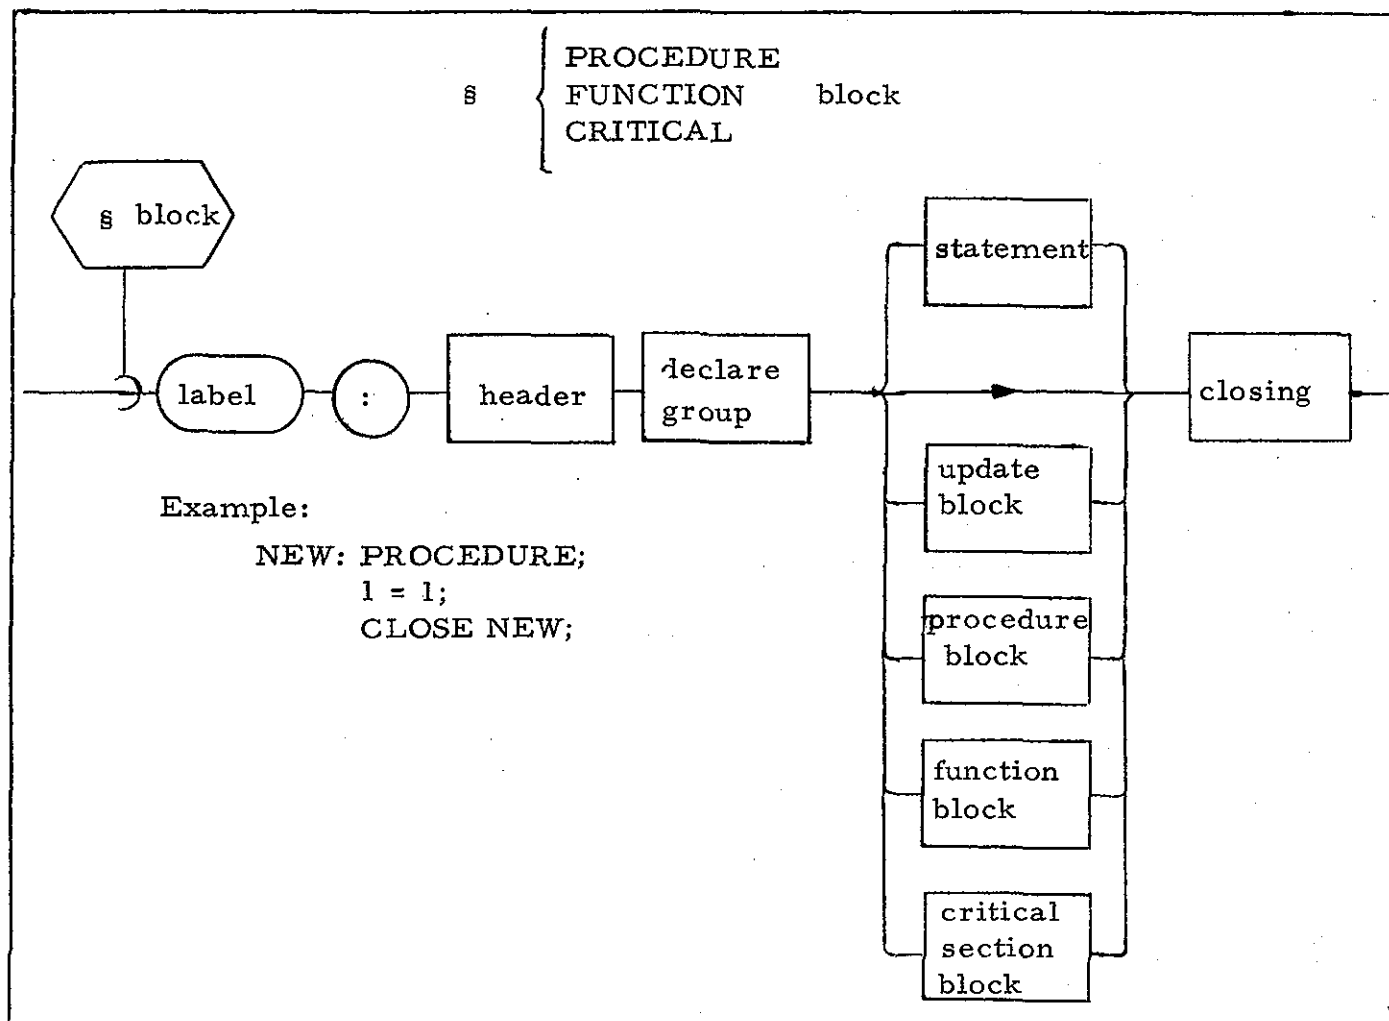 PROCEDURE
§ FUNCTION block
CRITICAL
§ block
label
:
header
declare
group
statement
update
block
procedure
block
function
block
critical
section
block
closing
Example:
NEW: PROCEDURE;
1 = 1;
CLOSE NEW;